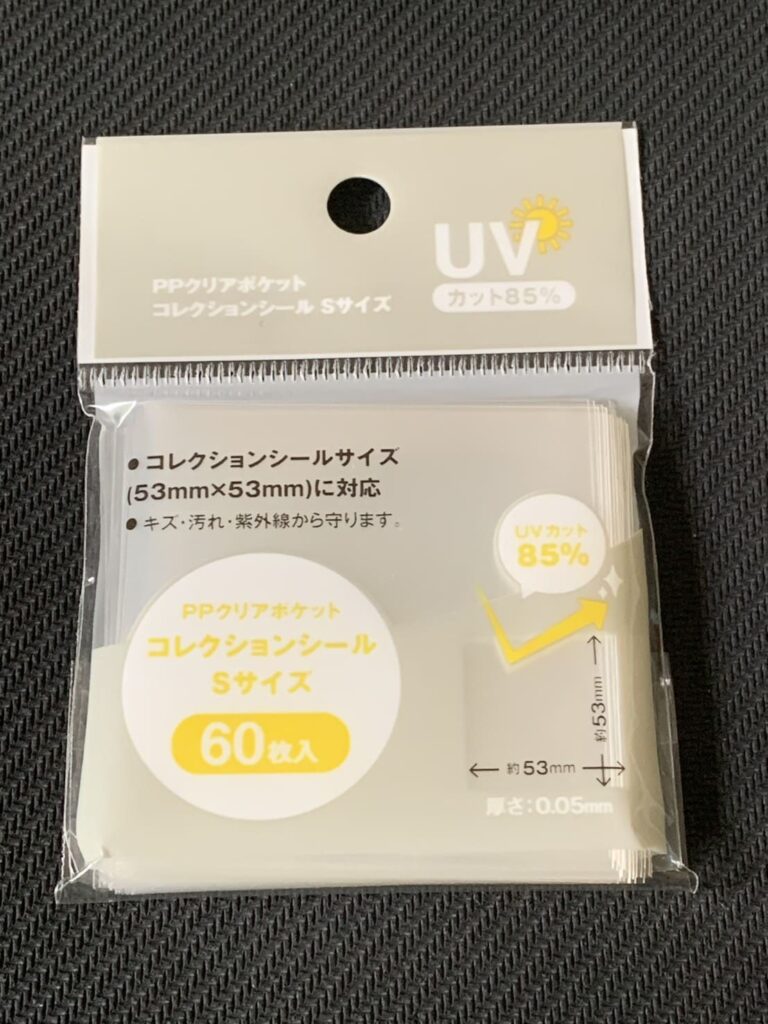 UV
カット85%
PPクリアポケット
コレクションシール Sサイズ
● コレクションシールサイズ
(53mm×53mm)に対応
● キズ・汚れ・紫外線から守ります。
UVカット
85%
PPクリアポケット
コレクションシール
Sサイズ
60枚入
約53mm
約53mm
厚さ:0.05mm